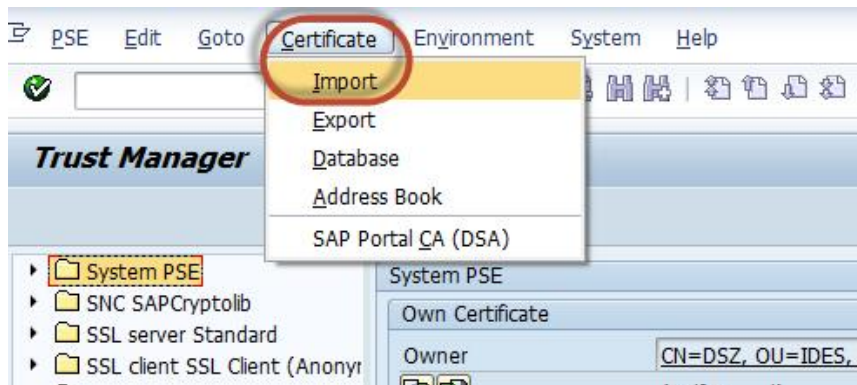 PSE Edit Goto Certificate Environment System Help
Import
Export
Database
Address Book
SAP Portal CA (DSA)
Trust Manager
System PSE
SNC SAPCryptolib
SSL server Standard
SSL client SSL Client (Anonyr
System PSE
Own Certificate
Owner CN=DSZ, OU=IDES,